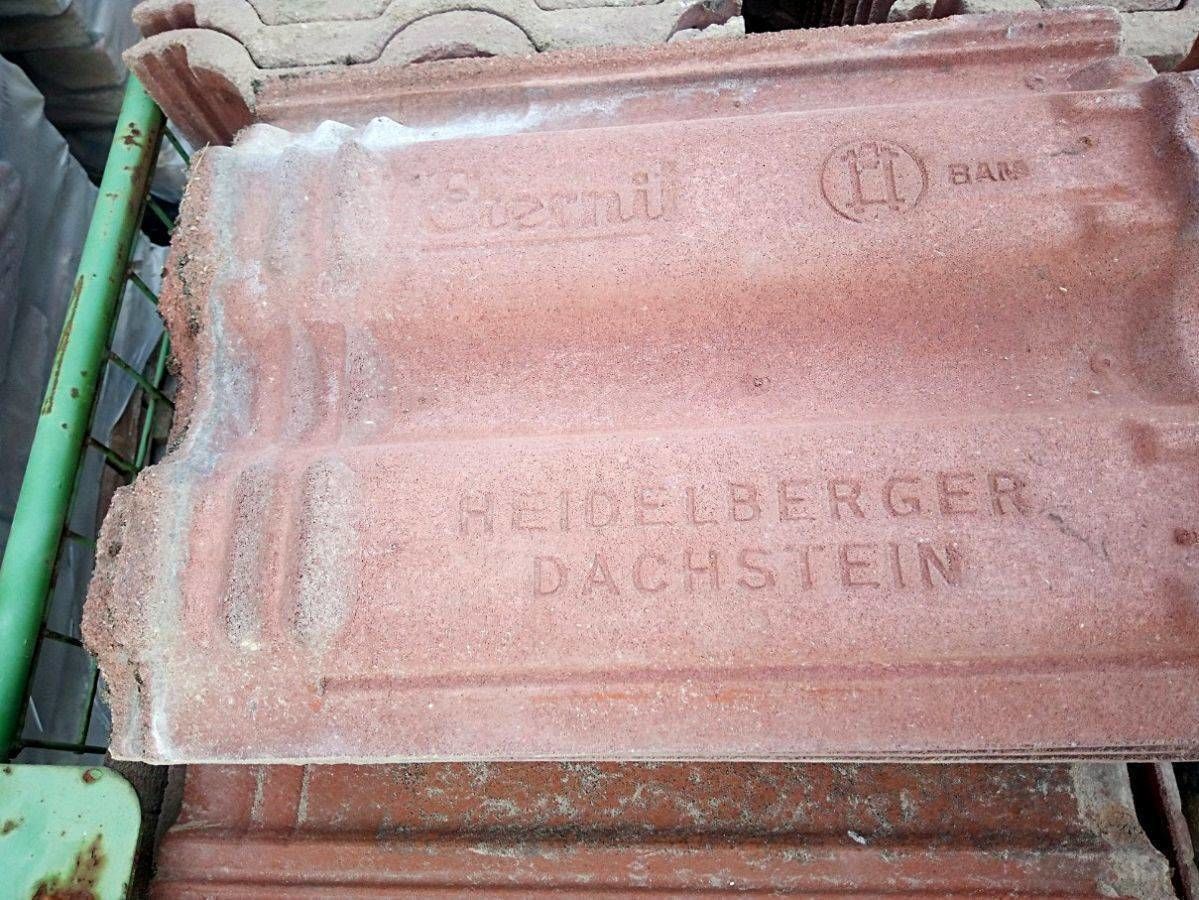 Eternit
BAM
HEIDELBERGER
DACHSTEIN